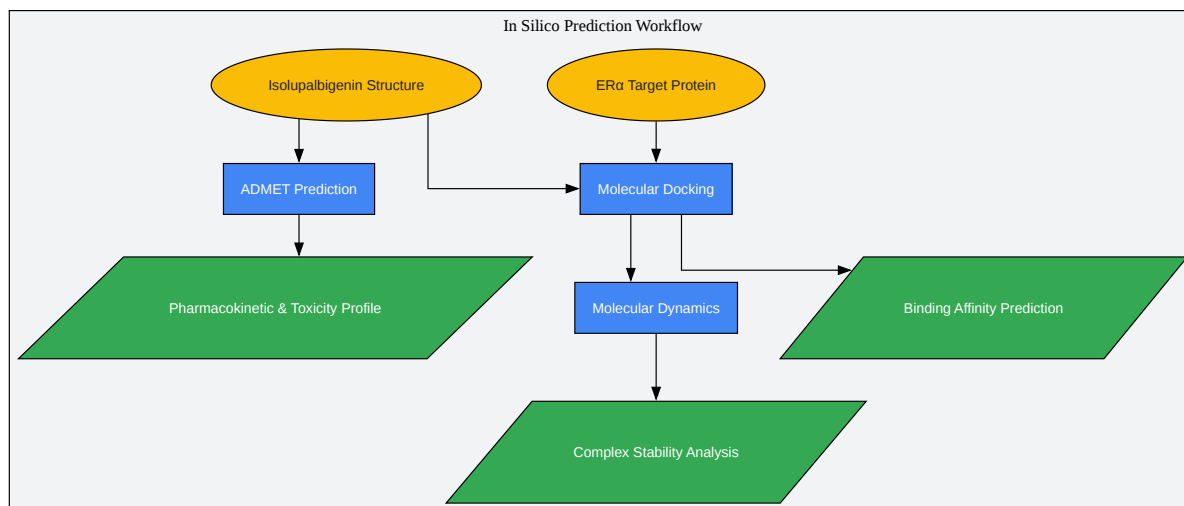 In Silico Prediction Workflow
Isolupalbigenin Structure
ERα Target Protein
ADMET Prediction
Molecular Docking
Pharmacokinetic & Toxicity Profile
Molecular Dynamics
Binding Affinity Prediction
Complex Stability Analysis